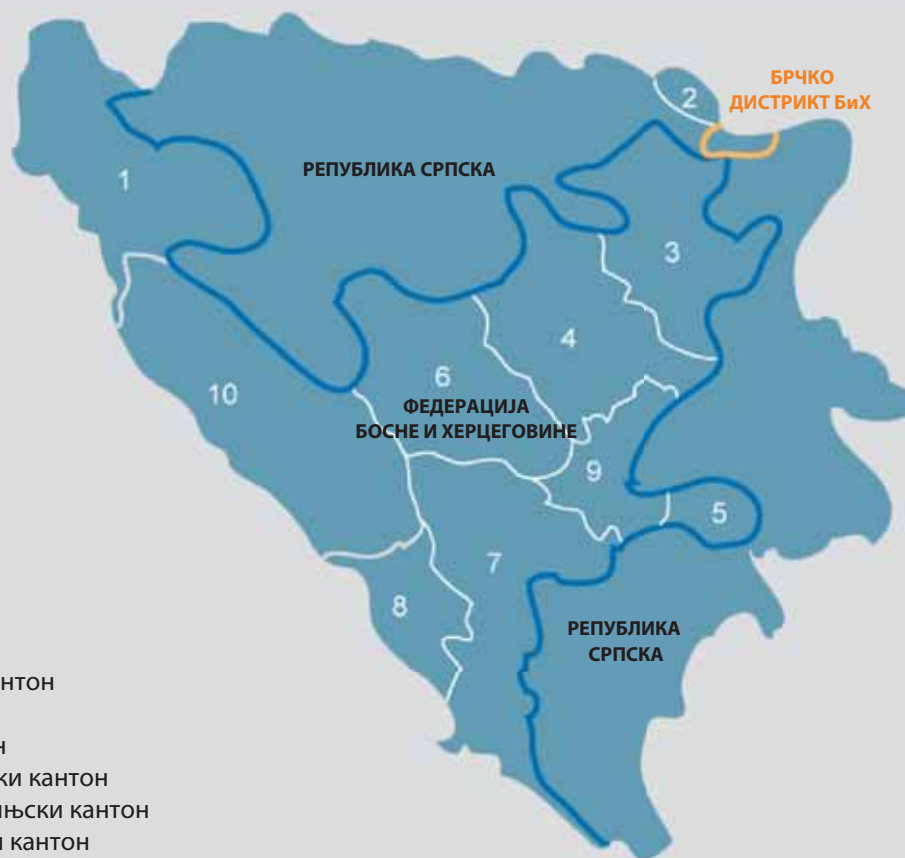 БРЧКО
ДИСТРИКТ БиХ
2
РЕПУБЛИКА СРПСКА
1
3
4
6
10
ФЕДЕРАЦИЈА
БОСНЕ И ХЕРЦЕГОВИНЕ
9
5
7
8
РЕПУБЛИКА
СРПСКА
нтон
н
ки кантон
њски кантон
и кантон